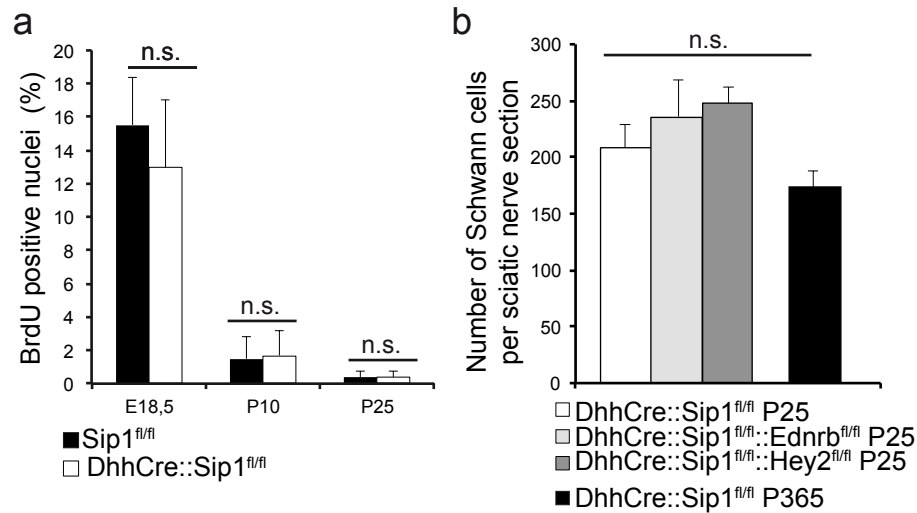 a
BrdU positive nuclei (%)
20
18
16
14
12
10
8
6
4
2
0
n.s.
n.s.
n.s.
E18,5 P10 P25
Sip1fl/fl
DhhCre::Sip1fl/fl
b
Number of Schwann cells
per sciatic nerve section
300
250
200
150
100
50
0
n.s.
DhhCre::Sip1fl/fl P25
DhhCre::Sip1fl/fl::Ednrbfl/fl P25
DhhCre::Sip1fl/fl::Hey2fl/fl P25
DhhCre::Sip1fl/fl P365